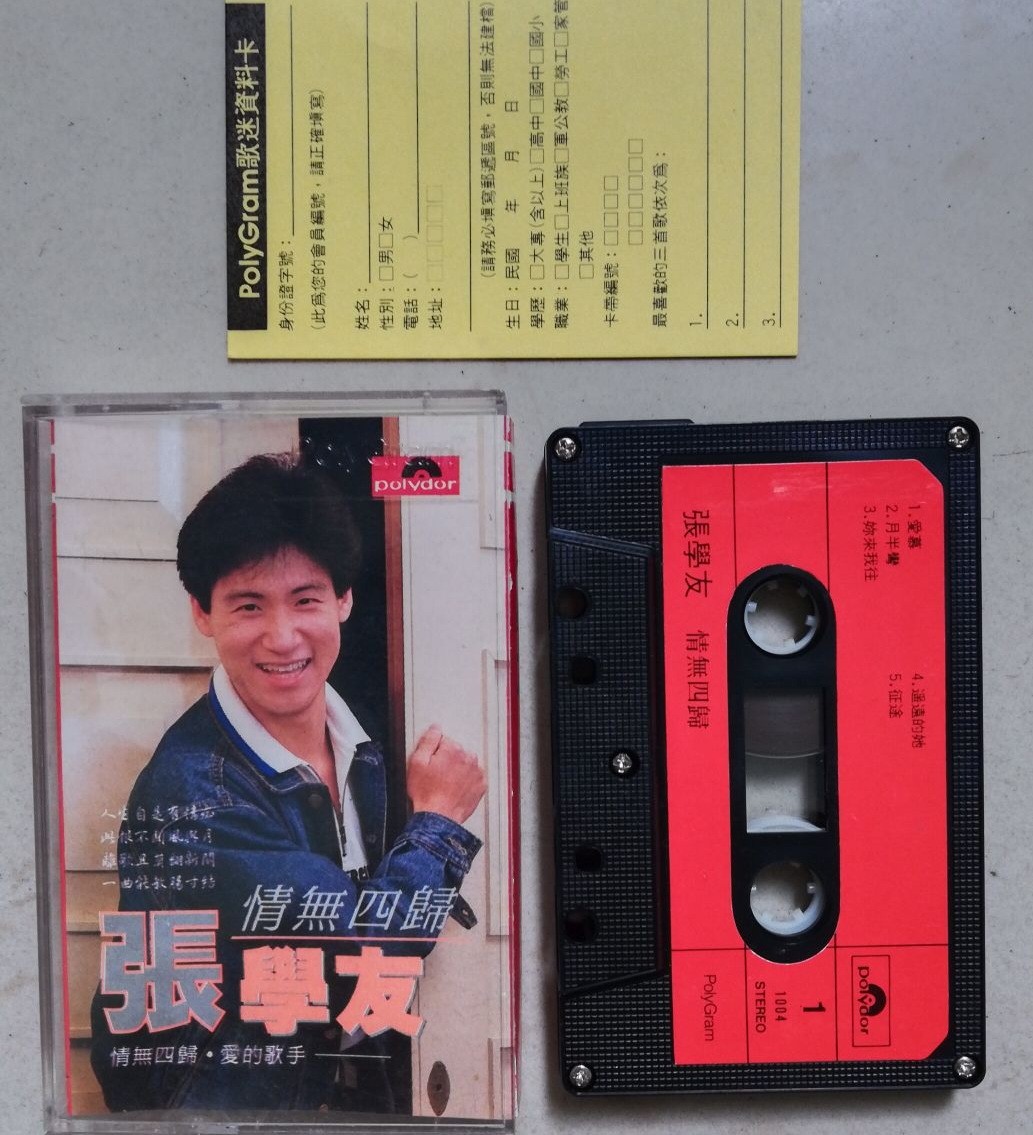 PolyGram歌迷資料卡
身份證字號：
(此為您的會員編號，請正確填寫)
姓名：
性別：□男□女
電話：(　　)
地址：□□□□□
(請務必填寫郵遞區號，否則無法建檔)
生日：民國　年　月　日
學歷：□大專(含以上)□高中□國中□國小
職業：□學生□上班族□軍公教□勞工□家管
□其他
卡帶編號：□□□□
□□□□□□
最喜歡的三首歌依次為：
1.
2.
3.
polydor
人生自是有情癡
此恨不關風與月
離歌且莫翻新闋
一曲能教腸寸結
情無四歸
張學友
情無四歸・愛的歌手
1.愛慕
2.月半彎
3.妳來我往
4.遥遠的她
5.征途
張學友　情無四歸
polydor
1
1004
STEREO
PolyGram